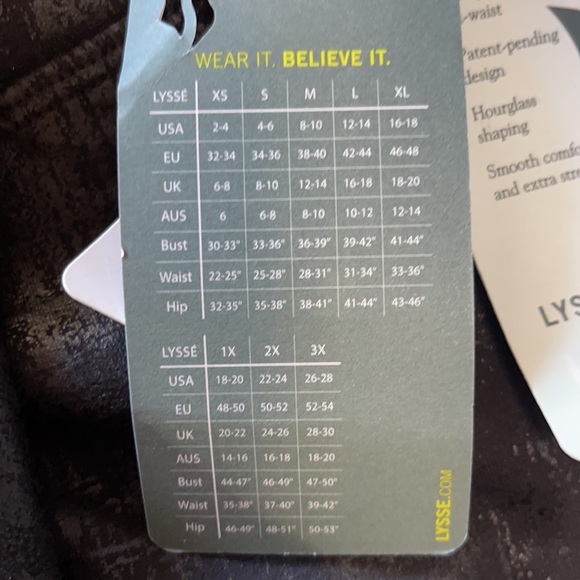 WEAR IT. BELIEVE IT.
LYSSÉ XS S M L XL
USA 2-4 4-6 8-10 12-14 16-18
EU 32-34 34-36 38-40 42-44 46-48
UK 6-8 8-10 12-14 16-18 18-20
AUS 6 6-8 8-10 10-12 12-14
Bust 30-33" 33-36" 36-39" 39-42" 41-44"
Waist 22-25" 25-28" 28-31" 31-34" 33-36"
Hip 32-35" 35-38" 38-41" 41-44" 43-46"
LYSSÉ 1X 2X 3X
USA 18-20 22-24 26-28
EU 48-50 50-52 52-54
UK 20-22 24-26 28-30
AUS 14-16 16-18 18-20
Bust 44-47" 46-49" 47-50"
Waist 35-38" 37-40" 39-42"
Hip 46-49" 48-51" 50-53"
LYSSE.COM
-waist
Patent-pending
design
Hourglass
shaping
Smooth
and extra
LYS